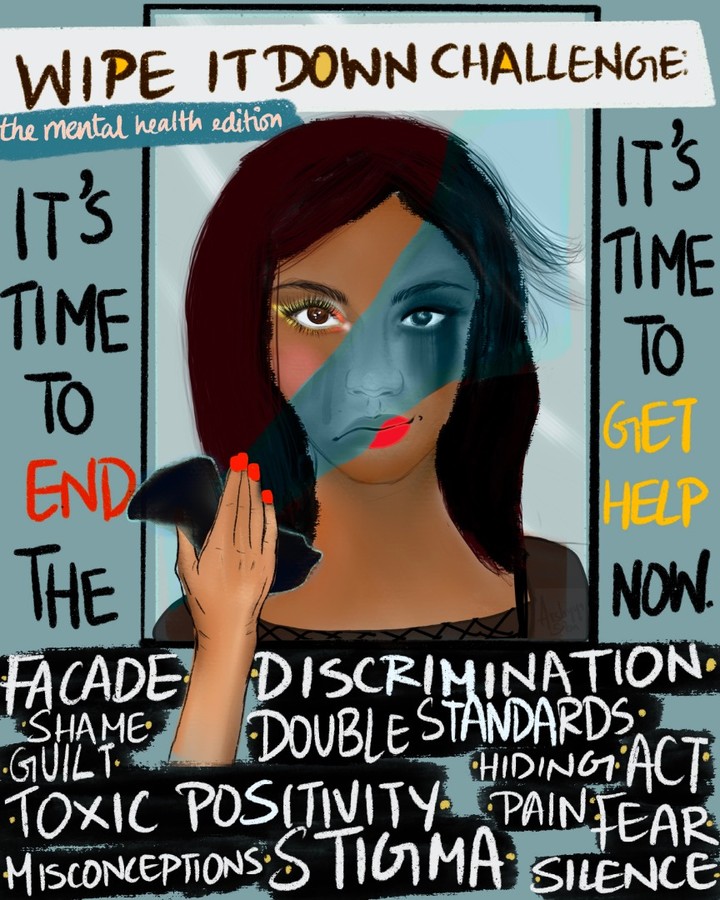 WIPE IT DOWN CHALLENGE:
the mental health edition
IT'S
TIME
TO
END
THE
IT'S
TIME
TO
GET
HELP
NOW.
FACADE. DISCRIMINATION.
SHAME. DOUBLE STANDARDS.
.GUILT. .HIDING. ACT
TOXIC POSITIVITY. PAIN. FEAR
MISCONCEPTIONS. STIGMA. SILENCE.